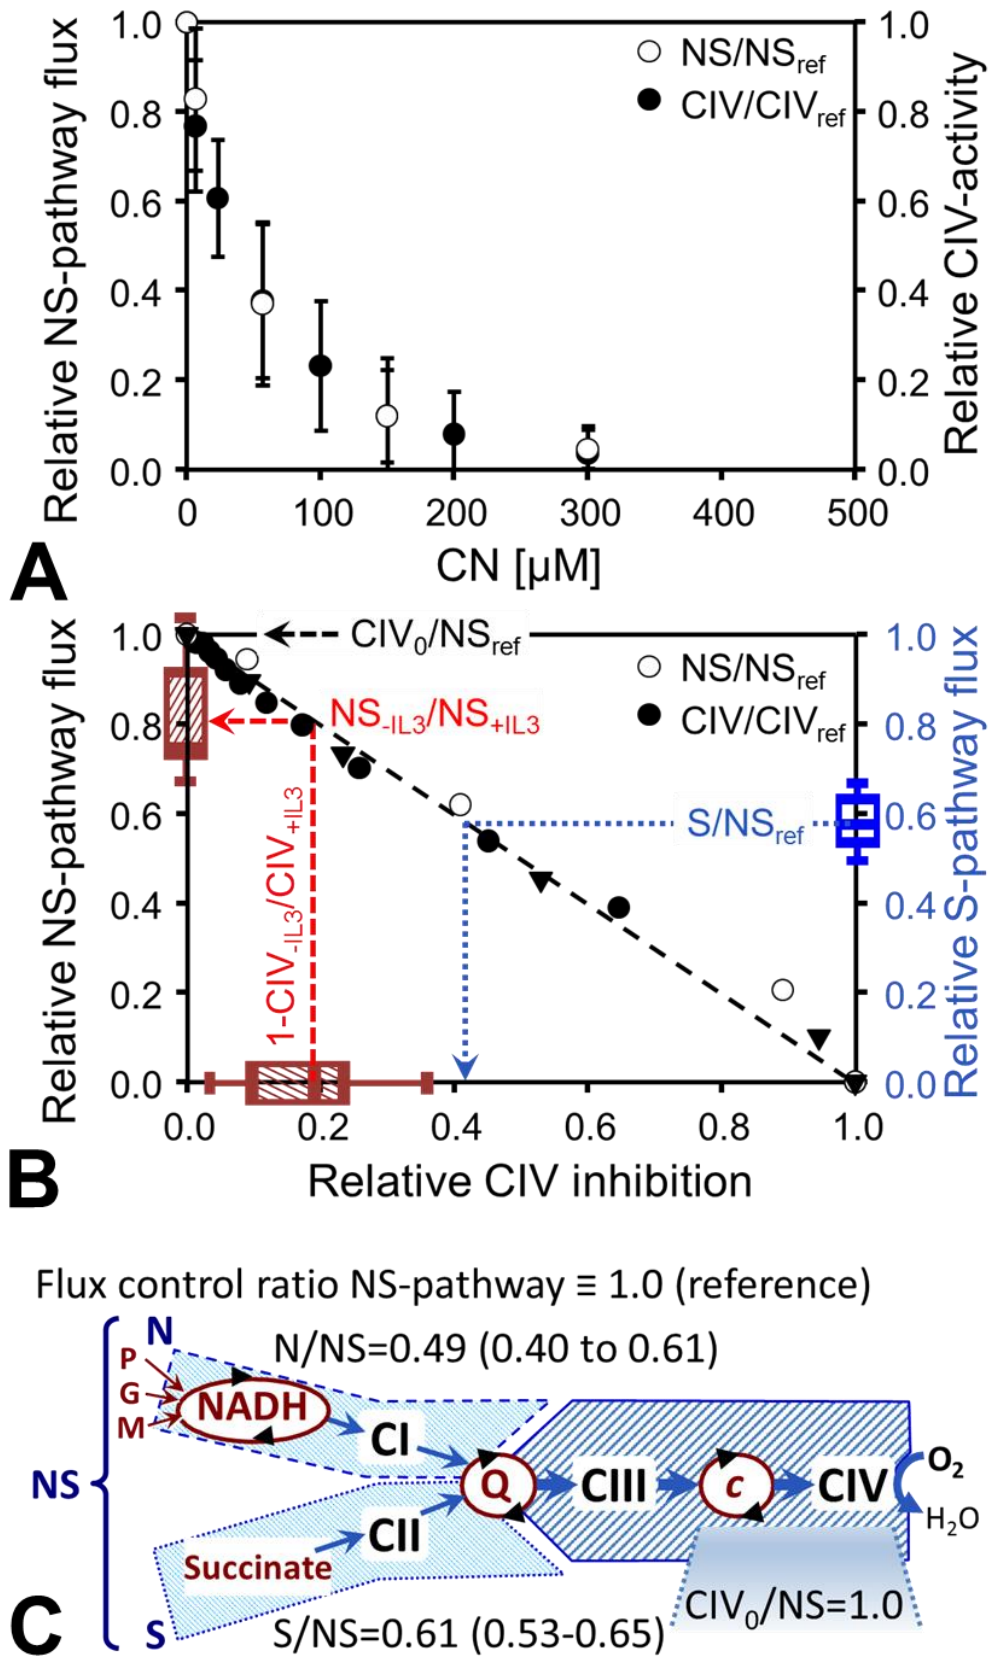 Relative NS-pathway flux
1.0
0.8
0.6
0.4
0.2
0.0
NS/NSref
CIV/CIVref
1.0
0.8
0.6
0.4
0.2
0.0
Relative CIV-activity
0 100 200 300 400 500
CN [µM]
A
Relative NS-pathway flux
1.0
0.8
0.6
0.4
0.2
0.0
CIV0/NSref
NS/NSref
CIV/CIVref
NS-IL3/NS+IL3
1-CIV-IL3/CIV+IL3
S/NSref
1.0
0.8
0.6
0.4
0.2
0.0
Relative S-pathway flux
0.0 0.2 0.4 0.6 0.8 1.0
Relative CIV inhibition
B
Flux control ratio NS-pathway ≡ 1.0 (reference)
N
N/NS=0.49 (0.40 to 0.61)
P
G
M
NADH
CI
NS
Q
CIII
c
CIV
O2
H2O
CII
Succinate
CIV0/NS=1.0
S
S/NS=0.61 (0.53-0.65)
C